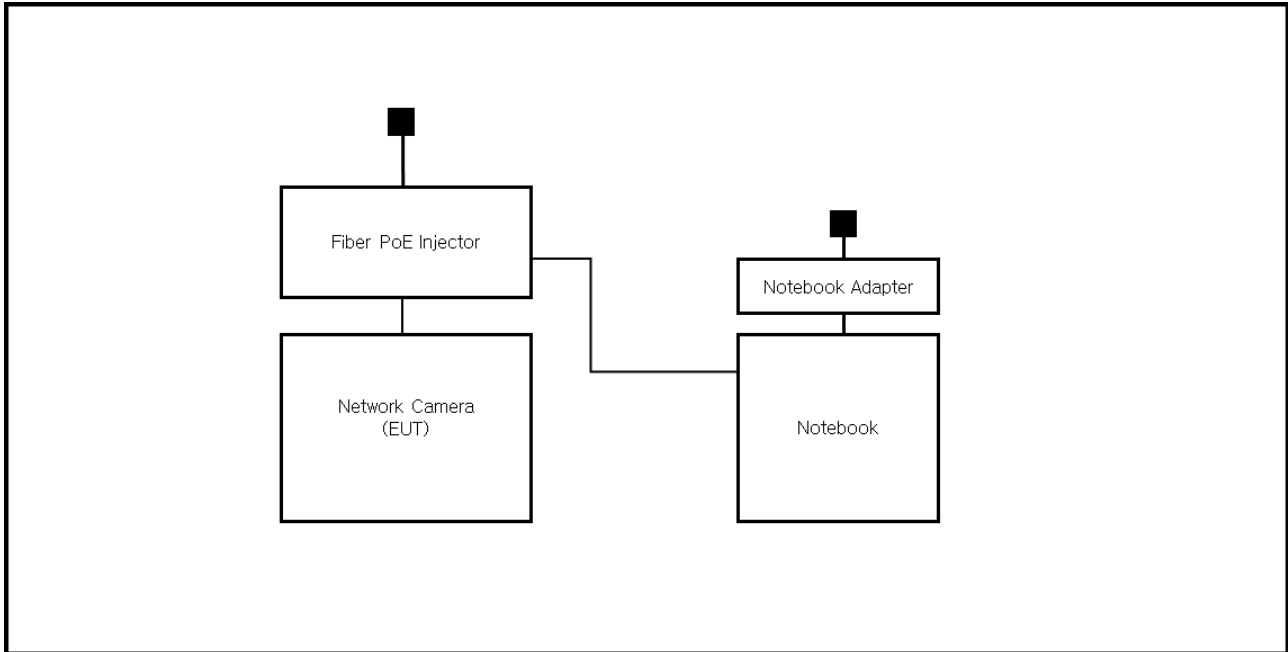 Fiber PoE Injector
Notebook Adapter
Network Camera
(EUT)
Notebook